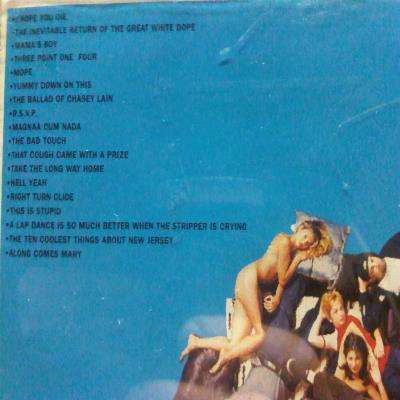 •I HOPE YOU DIE
•THE INEVITABLE RETURN OF THE GREAT WHITE DOPE
•MAMA'S BOY
•THREE POINT ONE FOUR
•MOPE
•YUMMY DOWN ON THIS
•THE BALLAD OF CHASEY LAIN
•R.S.V.P.
•MAGNAA CUM NADA
•THE BAD TOUCH
•THAT COUGH CAME WITH A PRIZE
•TAKE THE LONG WAY HOME
•HELL YEAH
•RIGHT TURN CLIDE
•THIS IS STUPID
•A LAP DANCE IS SO MUCH BETTER WHEN THE STRIPPER IS CRYING
•THE TEN COOLEST THINGS ABOUT NEW JERSEY
•ALONG COMES MARY